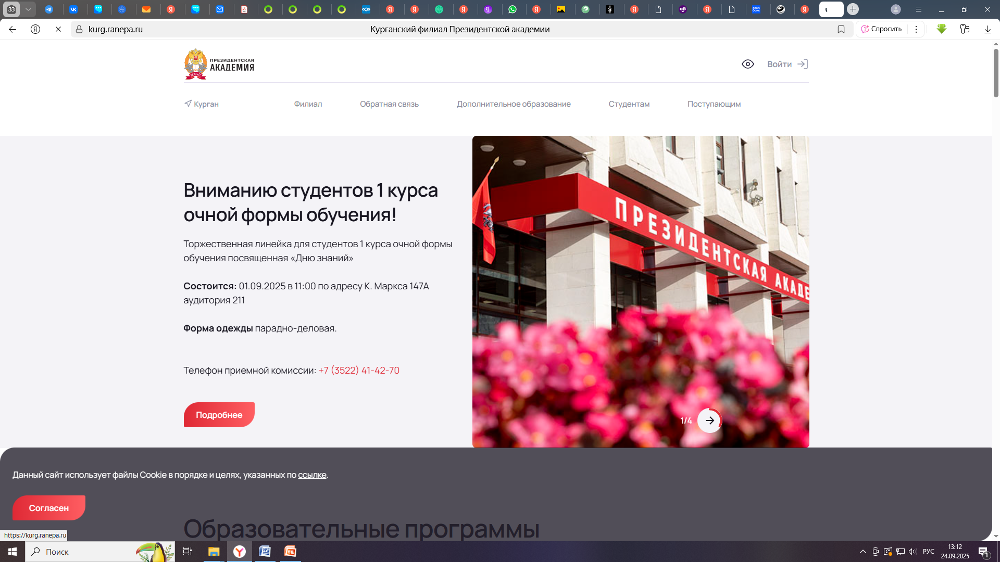 33
kurg.ranepa.ru
Курганский филиал Президентской академии
Спросить
ПРЕЗИДЕНТСКАЯ
АКАДЕМИЯ
РАНХиГС
Войти
Курган
Филиал
Обратная связь
Дополнительное образование
Студентам
Поступающим
Вниманию студентов 1 курса
очной формы обучения!
Торжественная линейка для студентов 1 курса очной формы
обучения посвященная «Дню знаний»
Состоится: 01.09.2025 в 11:00 по адресу К. Маркса 147А
аудитория 211
Форма одежды парадно-деловая.
Телефон приемной комиссии: +7 (3522) 41-42-70
Подробнее
ПРЕЗИДЕНТСКАЯ АКАДЕ
1/4
Данный сайт использует файлы Cookie в порядке и целях, указанных по ссылке.
Согласен
Образовательные программы
https://kurg.ranepa.ru
Поиск
РУС
13:12
24.09.2025
1